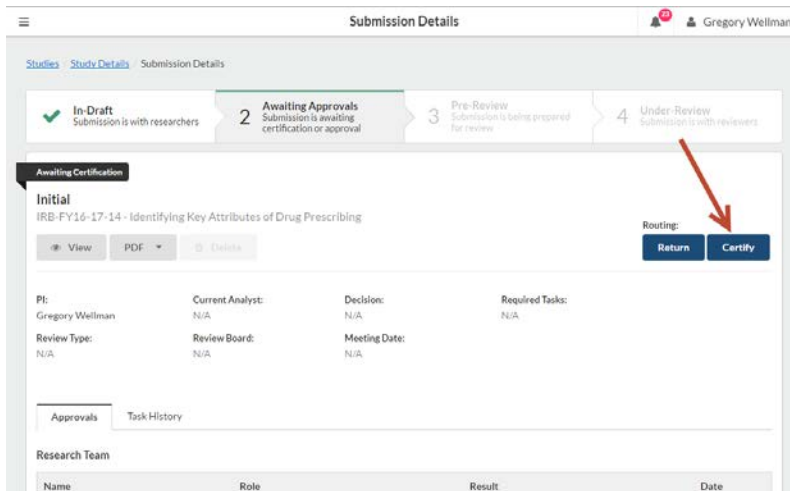 Submission Details
23
Gregory Wellman
Studies Study Details Submission Details
In-Draft
Submission is with researchers
2
Awaiting Approvals
Submission is awaiting
certification or approval
3
Pre-Review
Submission is being prepared
for review
4
Under-Review
Submission is with reviewers
Awaiting Certification
Initial
IRB-FY16-17-14 - Identifying Key Attributes of Drug Prescribing
Routing:
View PDF Delete Return Certify
PI: Current Analyst: Decision: Required Tasks:
Gregory Wellman N/A N/A N/A
Review Type: Review Board: Meeting Date:
N/A N/A N/A
Approvals Task History
Research Team
Name Role Result Date